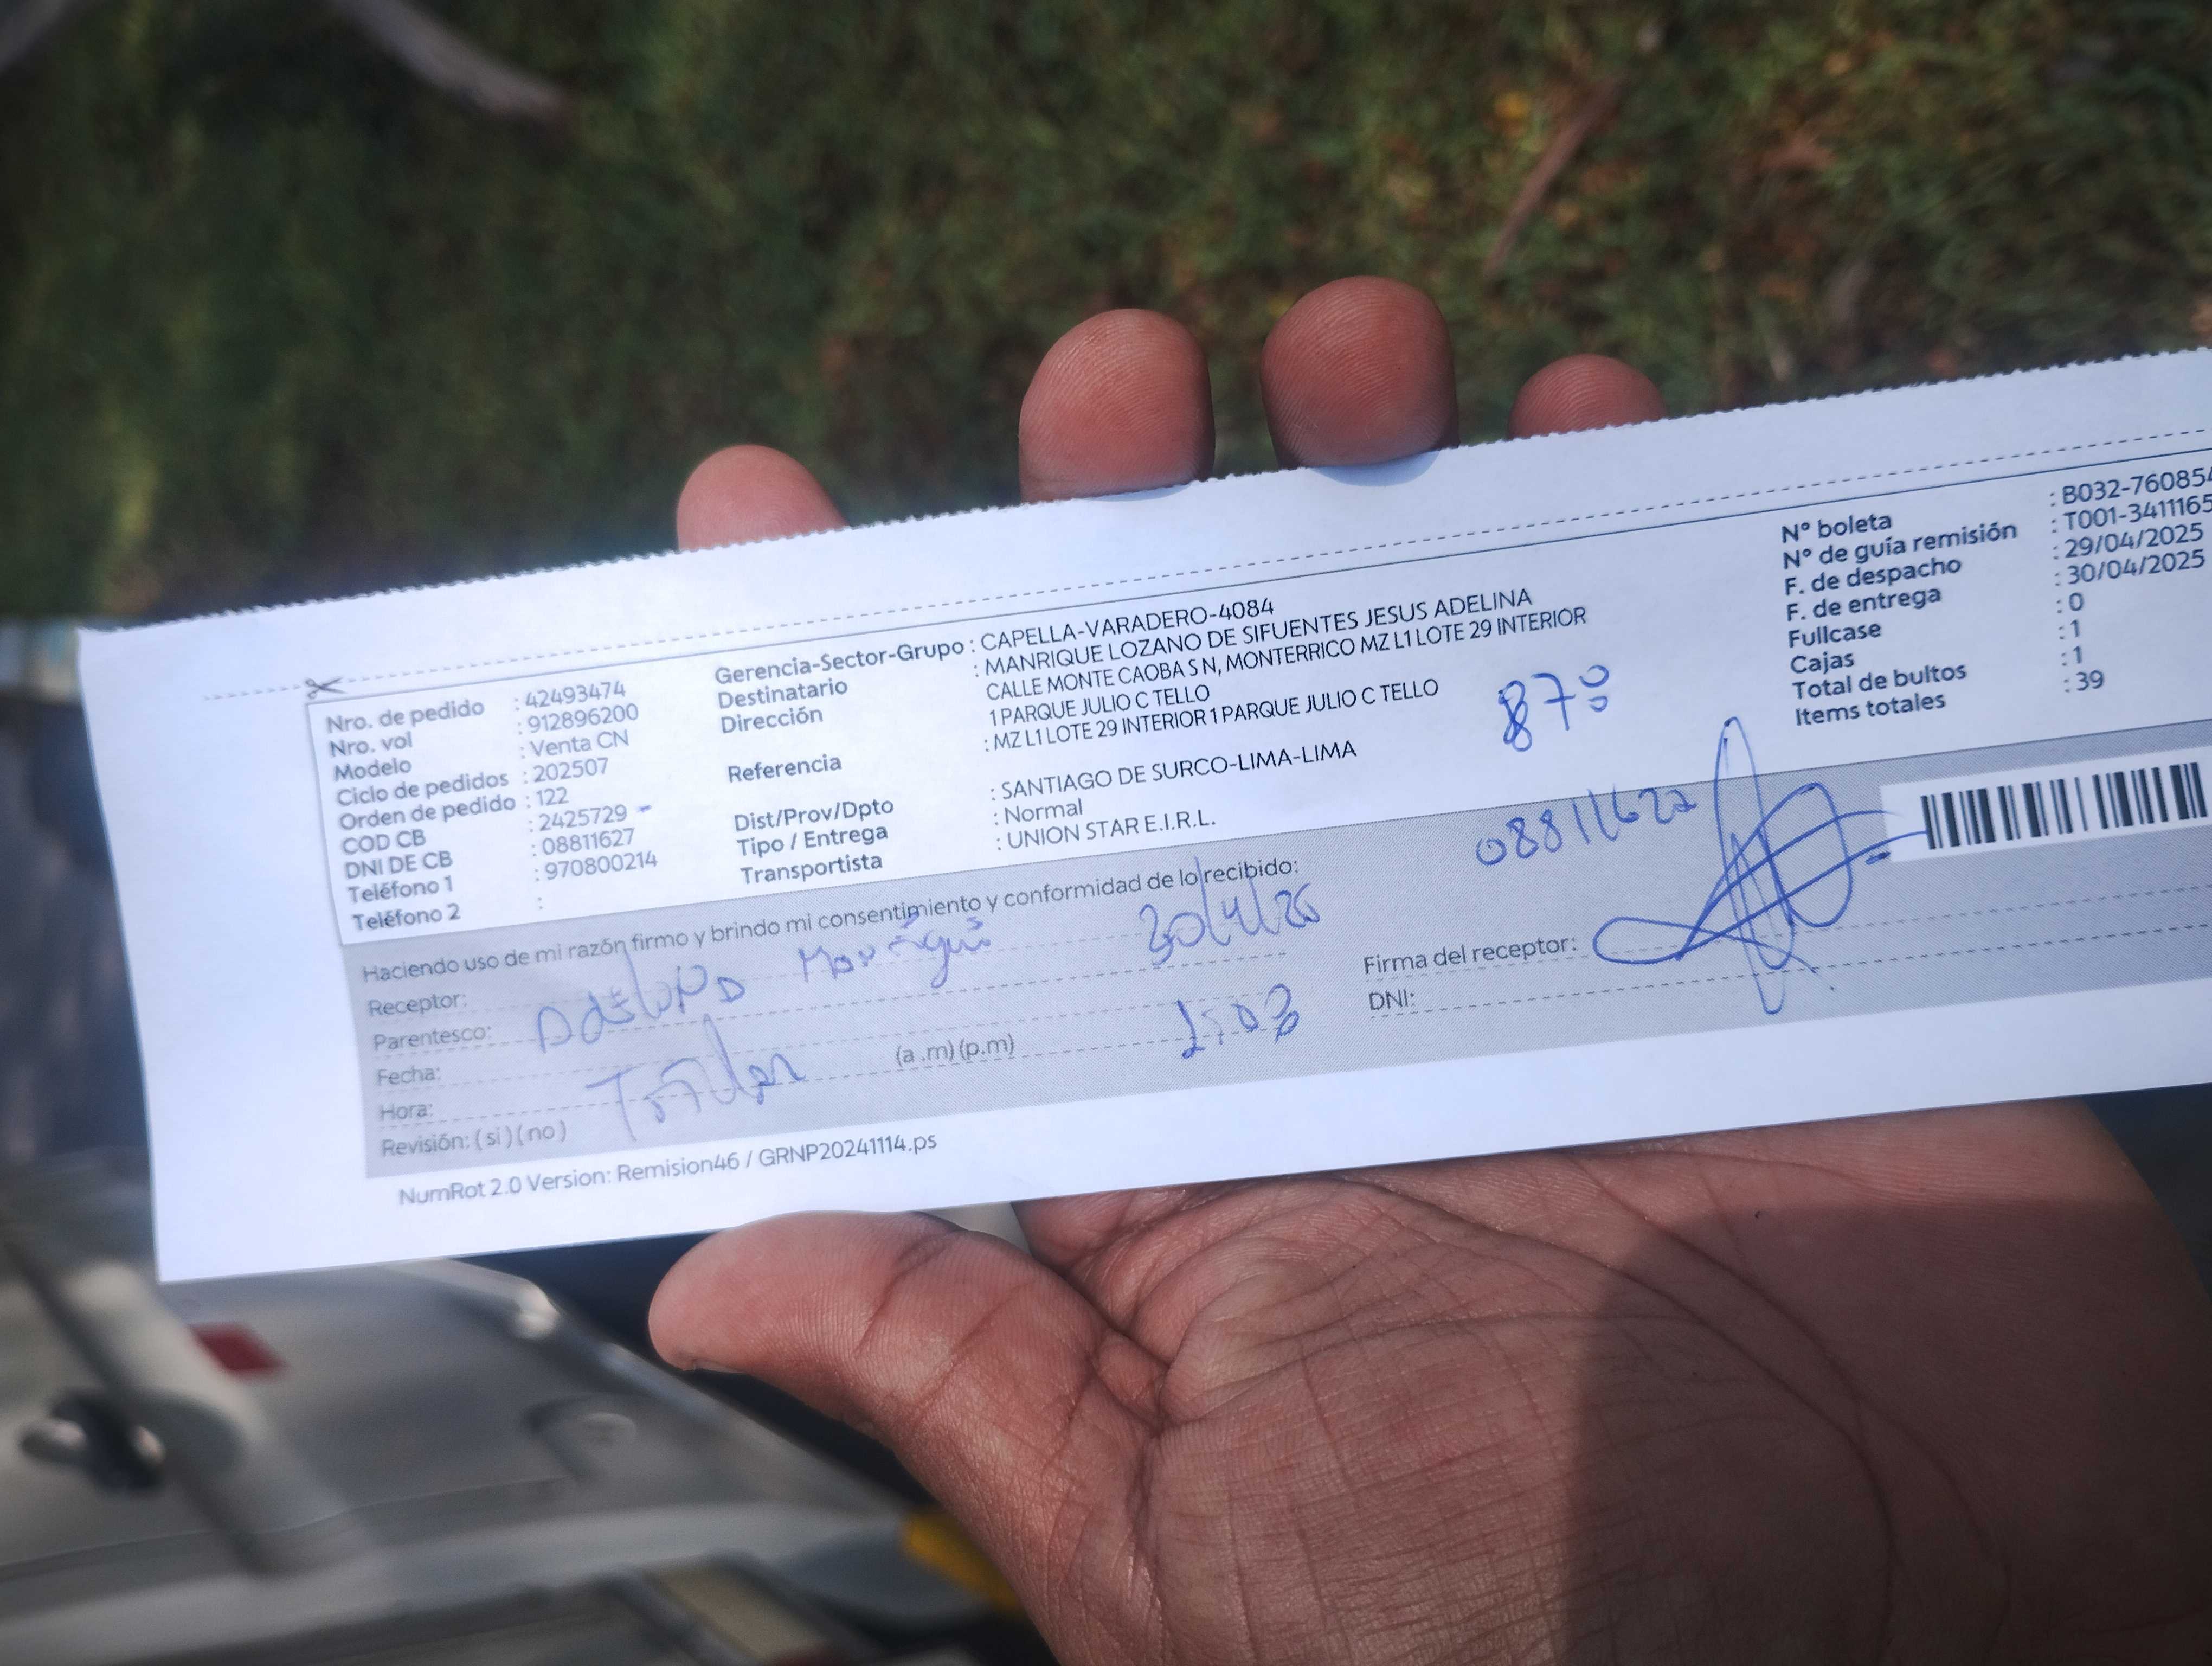 Nro. de pedido : 42493474
Nro. vol : 912896200
Modelo : Venta CN
Ciclo de pedidos : 202507
Orden de pedido : 122
COD CB : 2425729
DNI DE CB : 08811627
Teléfono 1 : 970800214
Teléfono 2 :
Gerencia-Sector-Grupo : CAPELLA-VARADERO-4084
Destinatario : MANRIQUE LOZANO DE SIFUENTES JESUS ADELINA
Dirección CALLE MONTE CAOBA S N, MONTERRICO MZ L1 LOTE 29 INTERIOR
1 PARQUE JULIO C TELLO
Referencia : MZ L1 LOTE 29 INTERIOR 1 PARQUE JULIO C TELLO
Dist/Prov/Dpto : SANTIAGO DE SURCO-LIMA-LIMA
Tipo / Entrega : Normal
Transportista : UNION STAR E.I.R.L.
Nº boleta : B032-760854
Nº de guía remisión : T001-3411165
F. de despacho : 29/04/2025
F. de entrega : 30/04/2025
Fullcase : 0
Cajas : 1
Total de bultos : 1
Items totales : 39
Haciendo uso de mi razón firmo y brindo mi consentimiento y conformidad de lo recibido:
Receptor:
Parentesco:
Fecha:
Hora: (a .m) (p.m)
Revisión: ( si ) ( no )
30/4/25
Firma del receptor:
DNI:
NumRot 2.0 Version: Remision46 / GRNP20241114.ps